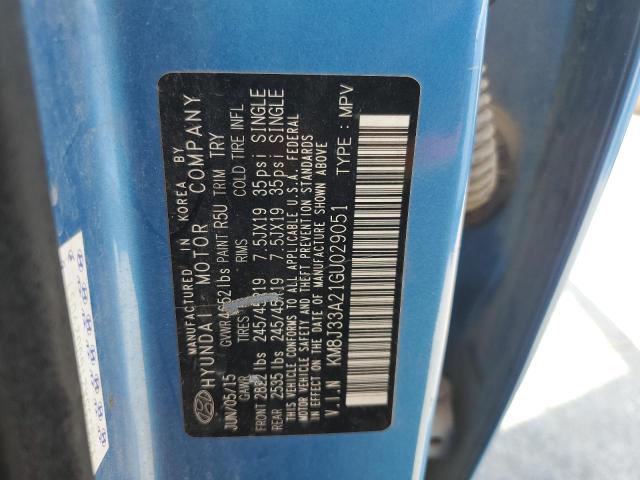 MANUFACTURED IN KOREA BY
HYUNDAI MOTOR COMPANY
JUN/05/15 GVWR 4652lbs PAINT R5U TRIM TRY
GAWR TIRES RIMS COLD TIRE INFL
FRONT lbs 245/45R19 7.5JX19 35psi SINGLE
REAR 2535lbs 245/45R19 7.5JX19 35psi SINGLE
THIS VEHICLE CONFORMS TO ALL APPLICABLE U.S.A. FEDERAL
MOTOR VEHICLE SAFETY AND THEFT PREVENTION STANDARDS
IN EFFECT ON THE DATE OF MANUFACTURE SHOWN ABOVE
V.I.N KM8J33A21GU029051 TYPE : MPV